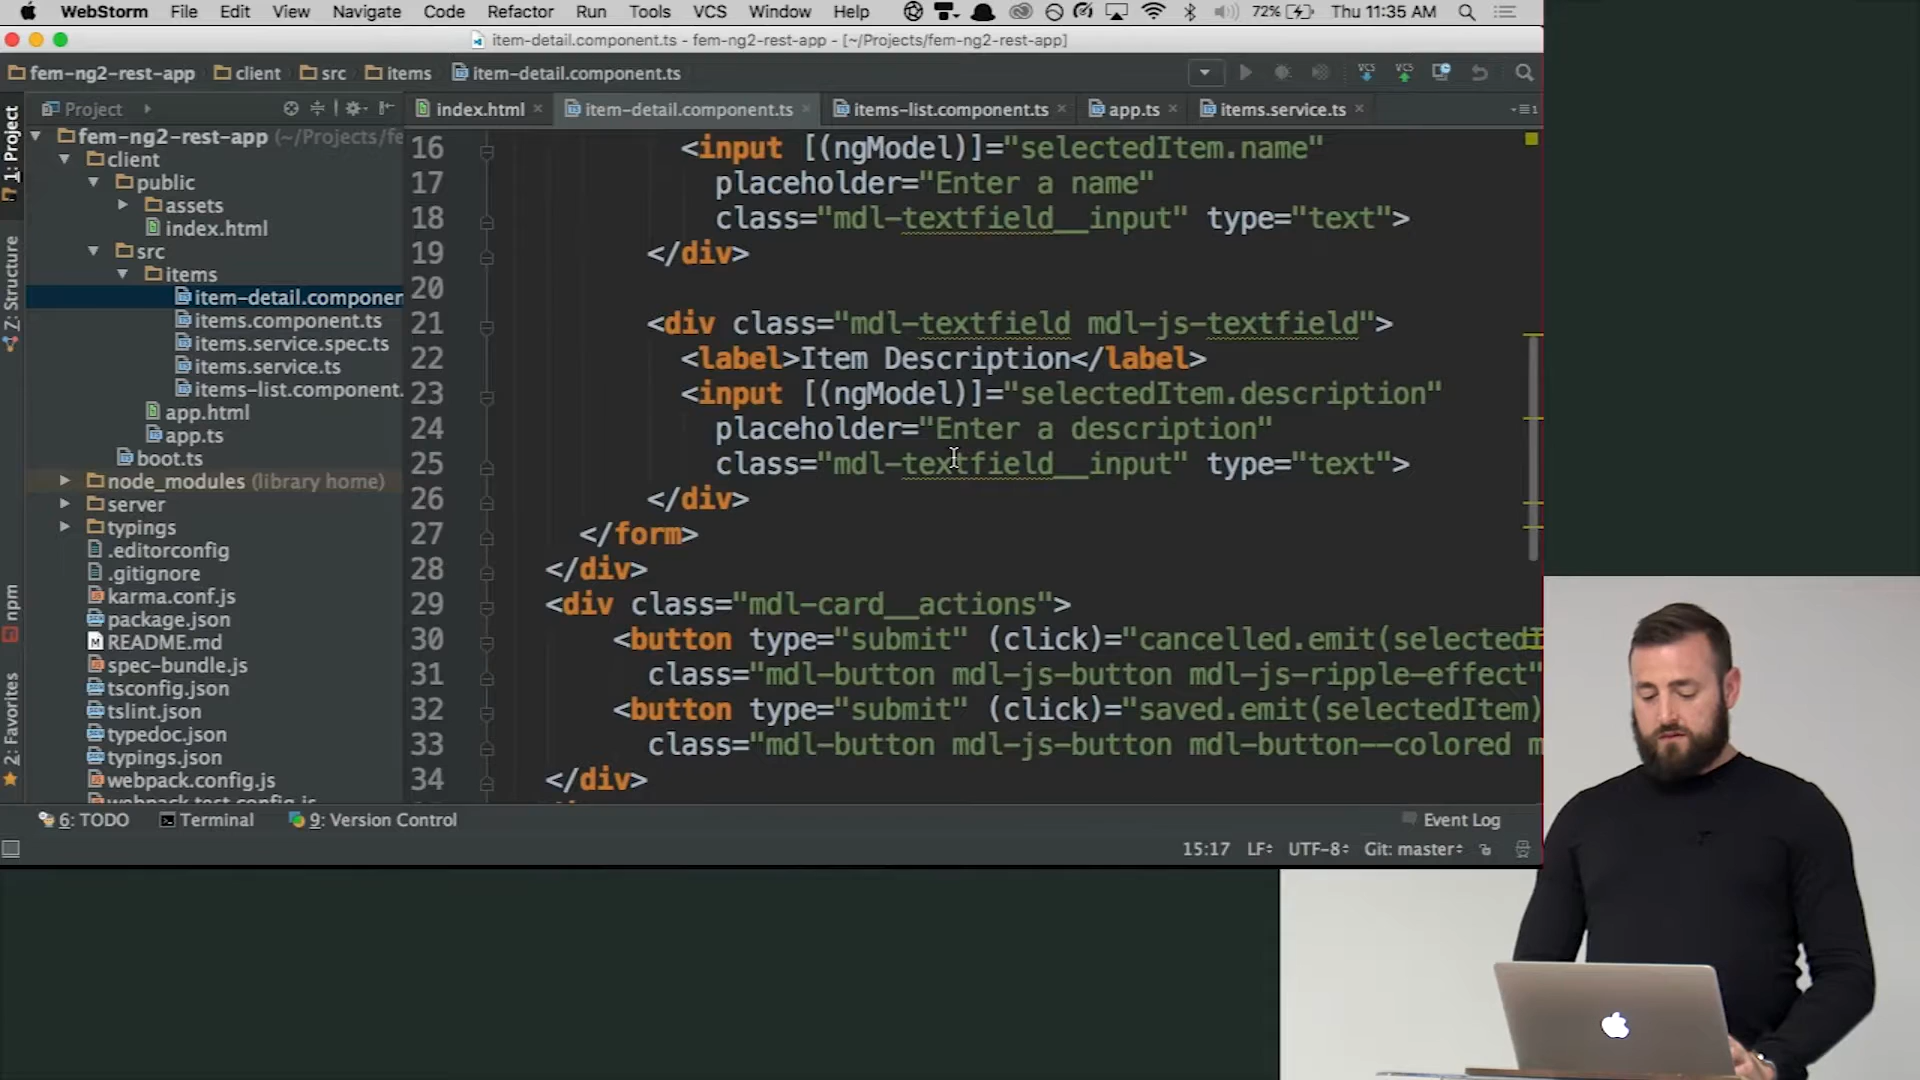 WebStorm File Edit View Navigate Code Refactor Run Tools VCS Window Help 72% Thu 11:35 AM
item-detail.component.ts - fem-ng2-rest-app - [~/Projects/fem-ng2-rest-app]
fem-ng2-rest-app client src items item-detail.component.ts VCS VCS
Project index.html item-detail.component.ts items-list.component.ts app.ts items.service.ts
1: Project
Z: Structure
npm
2: Favorites
fem-ng2-rest-app (~/Projects/fe
client
public
assets
index.html
src
items
item-detail.componen
items.component.ts
items.service.spec.ts
items.service.ts
items-list.component.
app.html
app.ts
boot.ts
node_modules (library home)
server
typings
.editorconfig
.gitignore
karma.conf.js
package.json
README.md
spec-bundle.js
tsconfig.json
tslint.json
typedoc.json
typings.json
webpack.config.js
webpack.test.config.js
16 <input [(ngModel)]="selectedItem.name"
17 placeholder="Enter a name"
18 class="mdl-textfield__input" type="text">
19 </div>
20
21 <div class="mdl-textfield mdl-js-textfield">
22 <label>Item Description</label>
23 <input [(ngModel)]="selectedItem.description"
24 placeholder="Enter a description"
25 class="mdl-textfield__input" type="text">
26 </div>
27 </form>
28 </div>
29 <div class="mdl-card__actions">
30 <button type="submit" (click)="cancelled.emit(selectedI
31 class="mdl-button mdl-js-button mdl-js-ripple-effect"
32 <button type="submit" (click)="saved.emit(selectedItem)
33 class="mdl-button mdl-js-button mdl-button--colored m
34 </div>
6: TODO Terminal 9: Version Control Event Log
15:17 LF UTF-8 Git: master